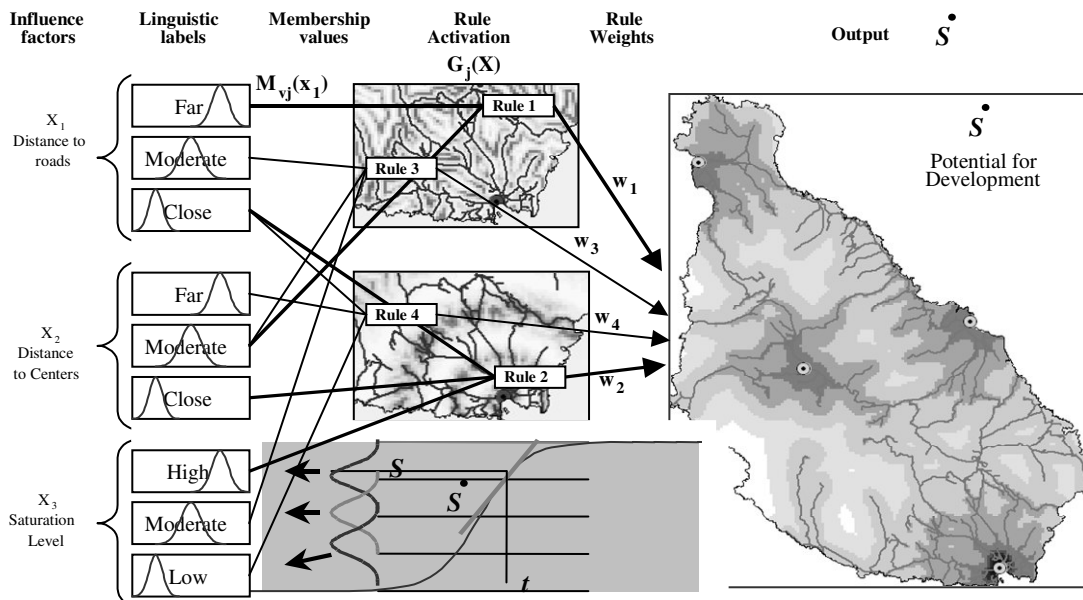 Influence factors
Linguistic labels
Membership values
Rule Activation
Rule Weights
Output
Ṡ
G_j(X)
M_vj(x_1)
X_1
Distance to
roads
Far
Moderate
Close
X_2
Distance
to Centers
Far
Moderate
Close
X_3
Saturation
Level
High
Moderate
Low
Rule 1
Rule 3
Rule 4
Rule 2
w_1
w_3
w_4
w_2
S
Ṡ
t
Ṡ
Potential for
Development